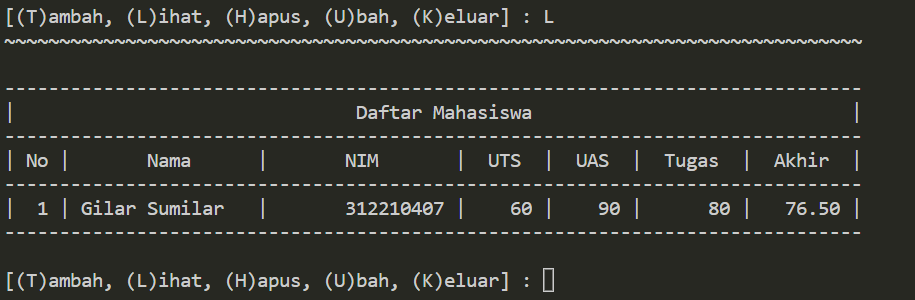 [(T)ambah, (L)ihat, (H)apus, (U)bah, (K)eluar] : L
~~~~~~~~~~~~~~~~~~~~~~~~~~~~~~~~~~~~~~~~~~~~~~~~~~~~~~~~~~~~~~~~~~~~~~~~~~~~~~
------------------------------------------------------------------------------
|                               Daftar Mahasiswa                             |
------------------------------------------------------------------------------
| No |       Nama      |       NIM       |  UTS  |  UAS  |  Tugas  |  Akhir  |
------------------------------------------------------------------------------
|  1 | Gilar Sumilar   |       312210407 |    60 |    90 |      80 |   76.50 |
------------------------------------------------------------------------------
[(T)ambah, (L)ihat, (H)apus, (U)bah, (K)eluar] :